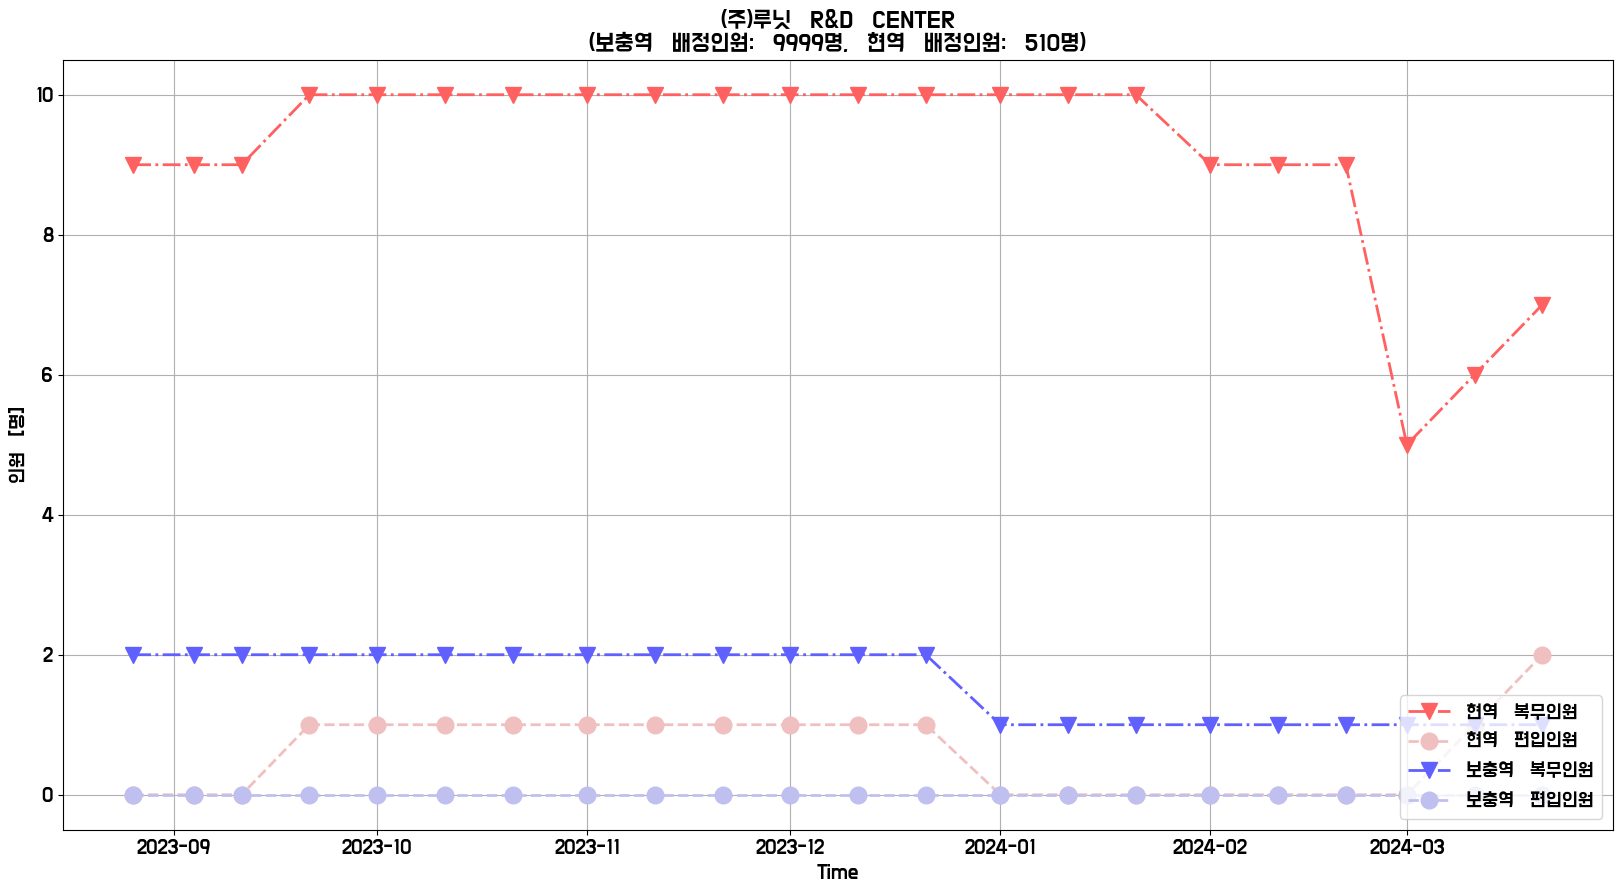 (주)루닛 R&D CENTER
(보충역 배정인원: 9999명, 현역 배정인원: 510명)
10
8
6
4
2
0
인원 [명]
2023-09 2023-10 2023-11 2023-12 2024-01 2024-02 2024-03
Time
현역 복무인원
현역 편입인원
보충역 복무인원
보충역 편입인원